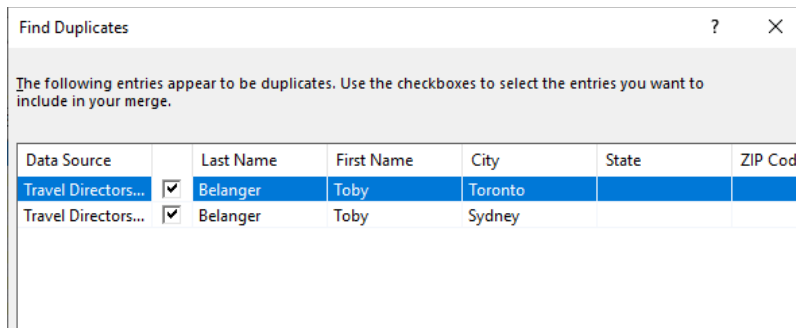 Find Duplicates ? ×
The following entries appear to be duplicates. Use the checkboxes to select the entries you want to
include in your merge.
Data Source Last Name First Name City State ZIP Cod
Travel Directors... Belanger Toby Toronto
Travel Directors... Belanger Toby Sydney